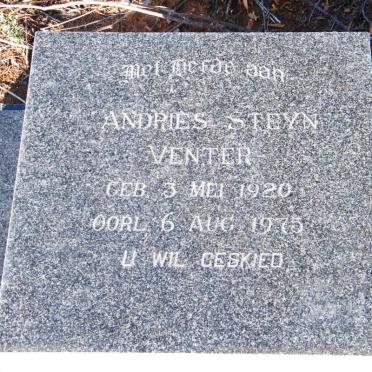 Met liefde aan
ANDRIES STEYN
VENTER
GEB 3 MEI 1920
OORL 6 AUG 1975
U WIL GESKIED